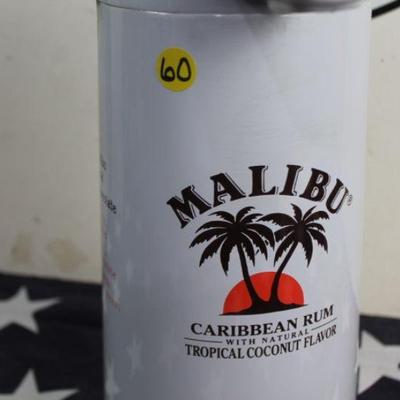 60
MALIBU®
CARIBBEAN RUM
WITH NATURAL
TROPICAL COCONUT FLAVOR